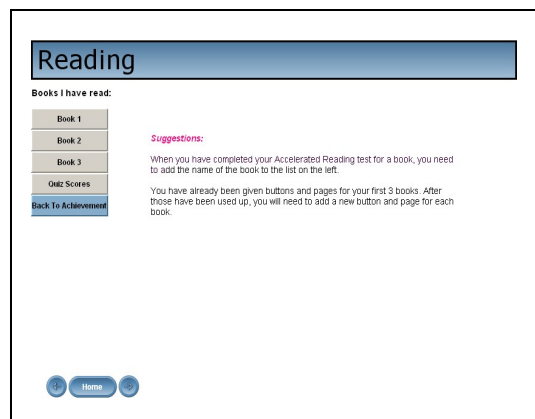 Reading
Books I have read:
Book 1
Book 2
Book 3
Quiz Scores
Back To Achievement
Suggestions:
When you have completed your Accelerated Reading test for a book, you need
to add the name of the book to the list on the left.
You have already been given buttons and pages for your first 3 books. After
those have been used up, you will need to add a new button and page for each
book.
Home